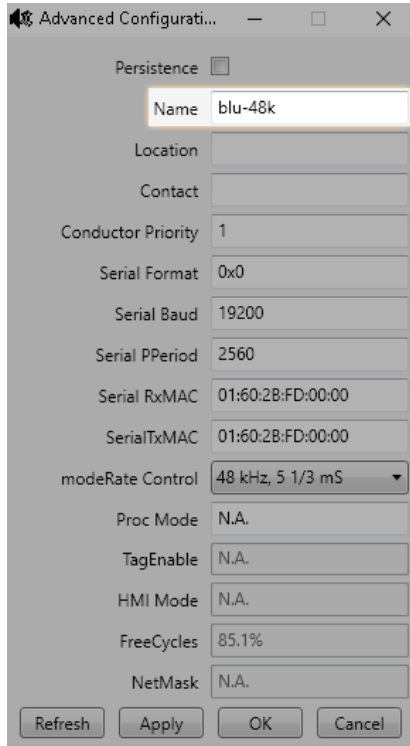 Advanced Configurati...
Persistence
Name blu-48k
Location
Contact
Conductor Priority 1
Serial Format 0x0
Serial Baud 19200
Serial PPeriod 2560
Serial RxMAC 01:60:2B:FD:00:00
SerialTxMAC 01:60:2B:FD:00:00
modeRate Control 48 kHz, 5 1/3 mS
Proc Mode N.A.
TagEnable N.A.
HMI Mode N.A.
FreeCycles 85.1%
NetMask N.A.
Refresh Apply OK Cancel